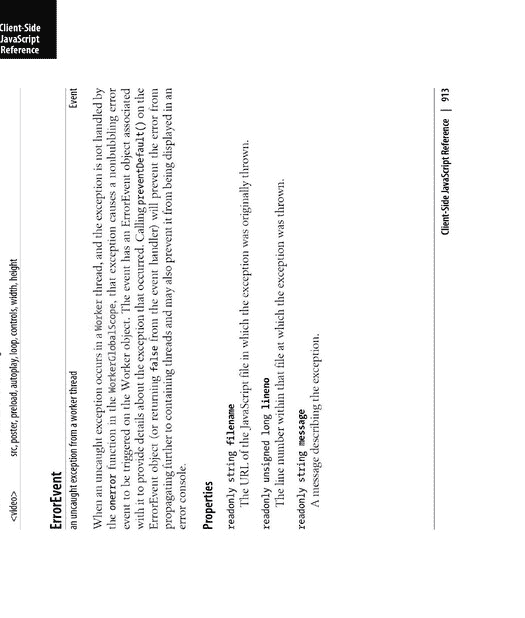 Client-Side
JavaScript
Reference
<video> src, poster, preload, autoplay, loop, controls, width, height
ErrorEvent
an uncaught exception from a worker thread Event
When an uncaught exception occurs in a Worker thread, and the exception is not handled by
the onerror function in the WorkerGlobalScope, that exception causes a nonbubbling error
event to be triggered on the Worker object. The event has an ErrorEvent object associated
with it to provide details about the exception that occurred. Calling preventDefault() on the
ErrorEvent object (or returning false from the event handler) will prevent the error from
propagating further to containing threads and may also prevent it from being displayed in an
error console.
Properties
readonly string filename
The URL of the JavaScript file in which the exception was originally thrown.
readonly unsigned long lineno
The line number within that file at which the exception was thrown.
readonly string message
A message describing the exception.
Client-Side JavaScript Reference | 913